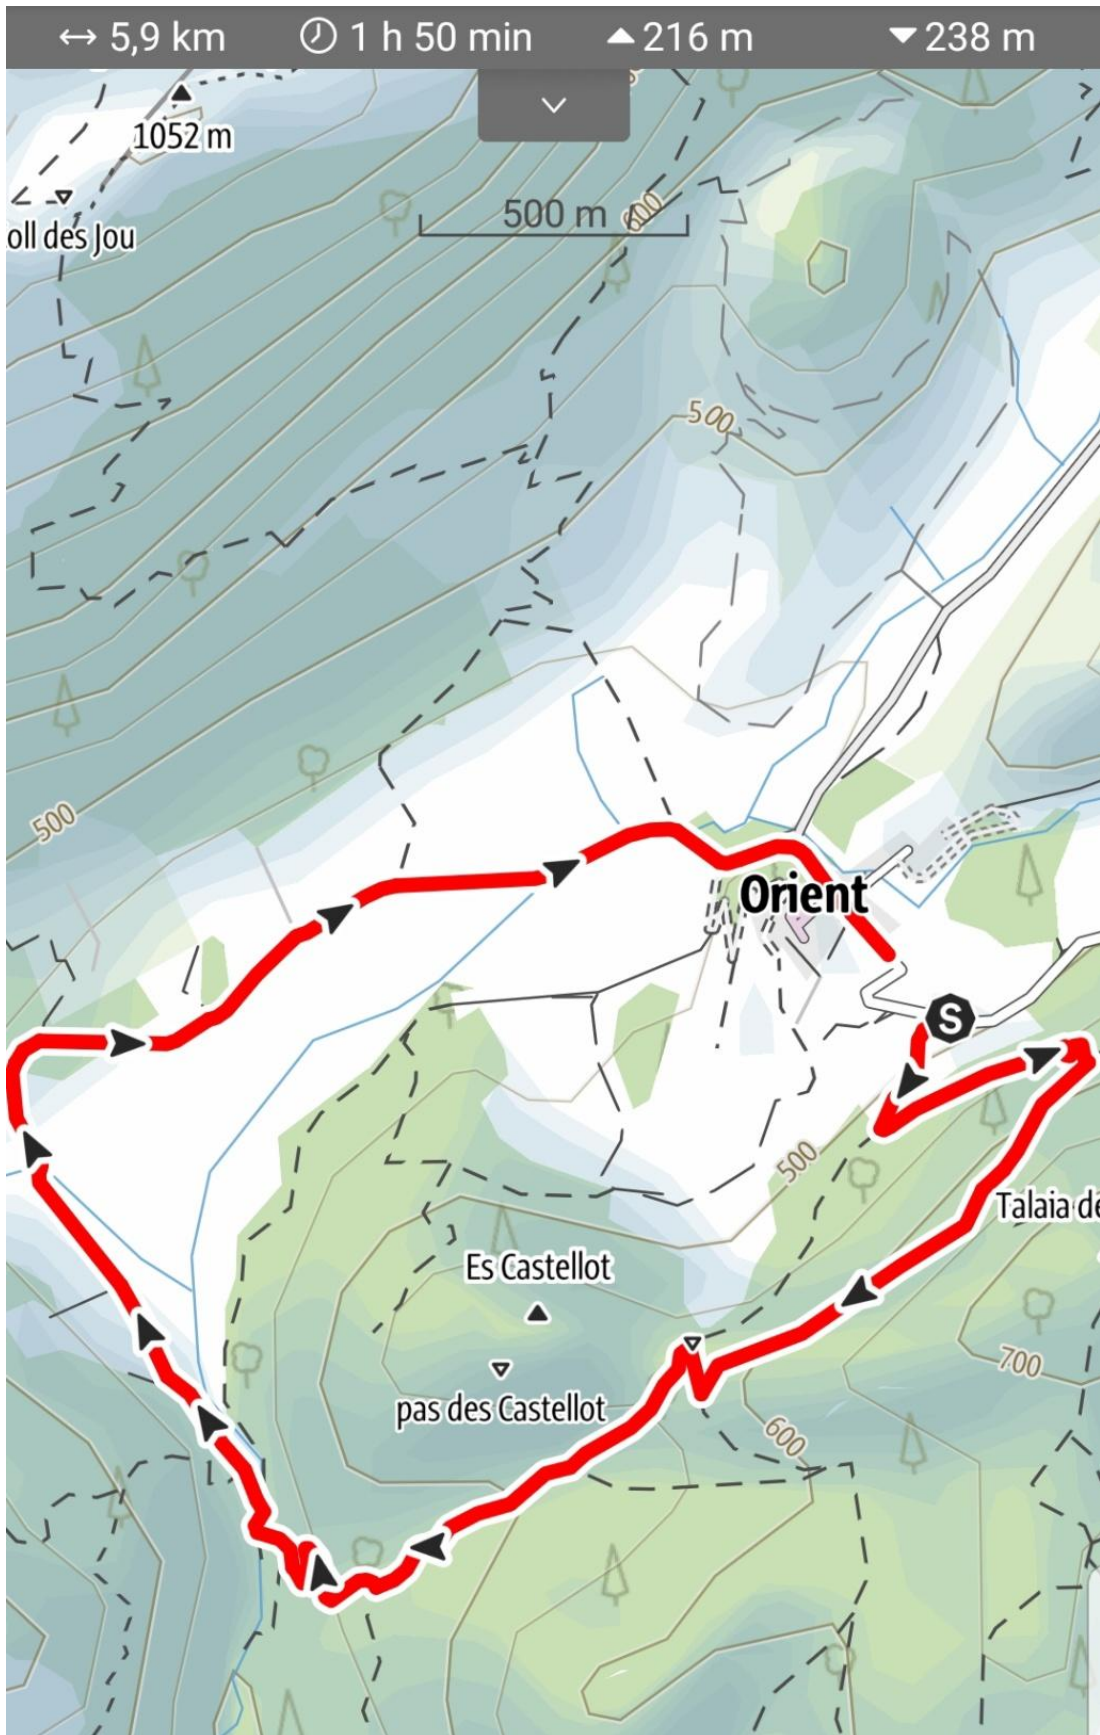 5,9 km 1 h 50 min 216 m 238 m
1052 m
500 m
600
oll des Jou
500
500
Orient
S
500
Talaia de
Es Castellot
pas des Castellot
700
600